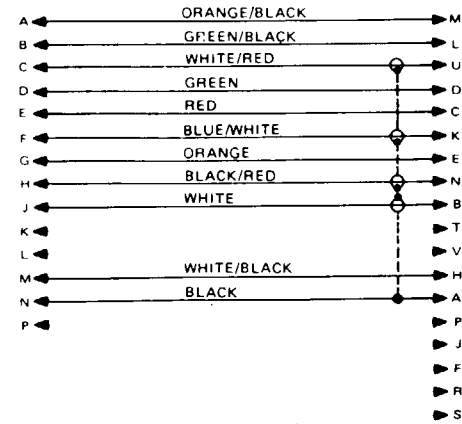 A ORANGE/BLACK M
B GREEN/BLACK L
C WHITE/RED U
D GREEN D
E RED C
F BLUE/WHITE K
G ORANGE E
H BLACK/RED N
J WHITE B
K T
L V
M WHITE/BLACK H
N BLACK A
P P
J
F
R
S